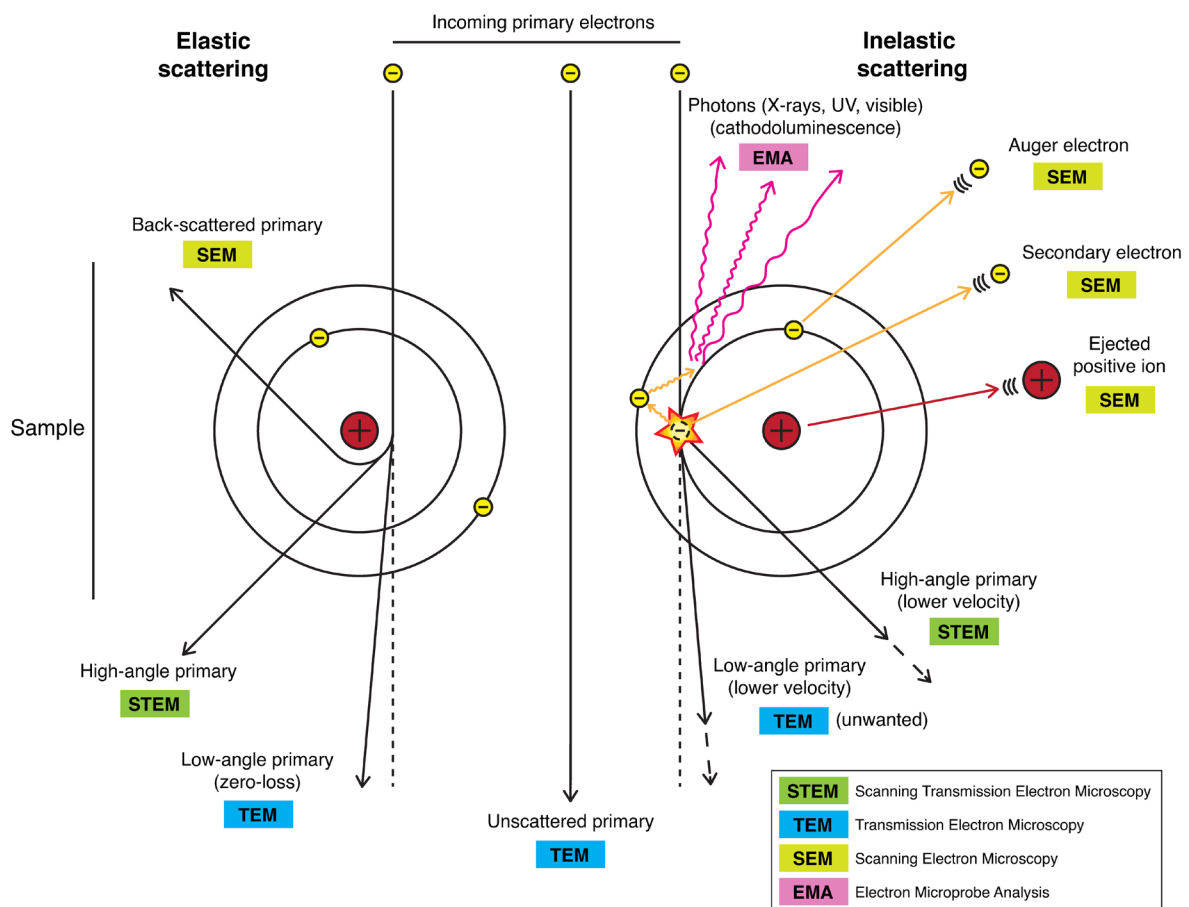 Incoming primary electrons
Elastic
scattering
Inelastic
scattering
Photons (X-rays, UV, visible)
(cathodoluminescence)
EMA
Auger electron
SEM
Back-scattered primary
SEM
Secondary electron
SEM
Ejected
positive ion
SEM
Sample
High-angle primary
(lower velocity)
STEM
High-angle primary
STEM
Low-angle primary
(lower velocity)
TEM (unwanted)
Low-angle primary
(zero-loss)
TEM
Unscattered primary
TEM
STEM Scanning Transmission Electron Microscopy
TEM Transmission Electron Microscopy
SEM Scanning Electron Microscopy
EMA Electron Microprobe Analysis